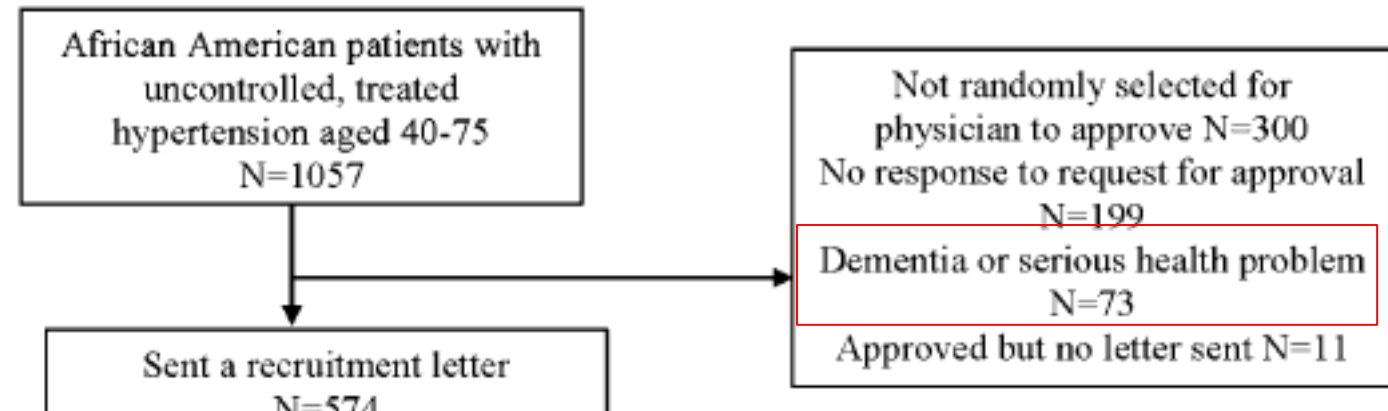 African American patients with
uncontrolled, treated
hypertension aged 40-75
N=1057
Not randomly selected for
physician to approve N=300
No response to request for approval
N=199
Dementia or serious health problem
N=73
Approved but no letter sent N=11
Sent a recruitment letter
N=574